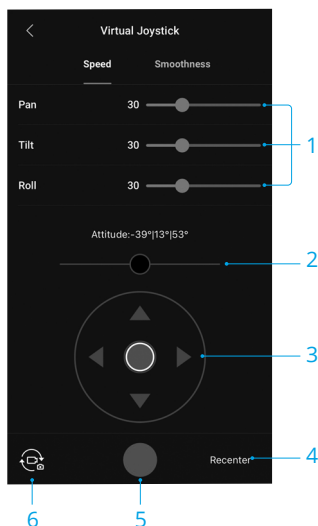 Virtual Joystick
Speed Smoothness
Pan 30
Tilt 30
1
Roll 30
Attitude:-39°|13°|53°
2
3
Recenter 4
6 5